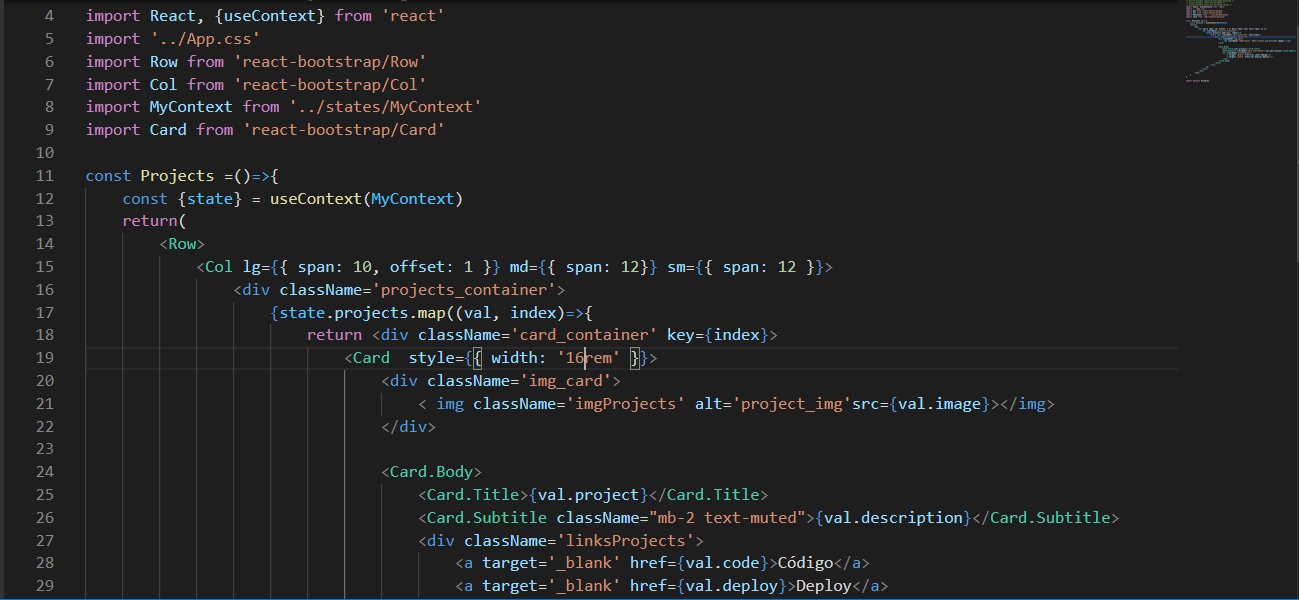 4 import React, {useContext} from 'react'
5 import '../App.css'
6 import Row from 'react-bootstrap/Row'
7 import Col from 'react-bootstrap/Col'
8 import MyContext from '../states/MyContext'
9 import Card from 'react-bootstrap/Card'
10
11 const Projects =()=>{
12 const {state} = useContext(MyContext)
13 return(
14 <Row>
15 <Col lg={{ span: 10, offset: 1 }} md={{ span: 12}} sm={{ span: 12 }}>
16 <div className='projects_container'>
17 {state.projects.map((val, index)=>{
18 return <div className='card_container' key={index}>
19 <Card  style={{ width: '16rem' }}>
20 <div className='img_card'>
21 < img className='imgProjects' alt='project_img'src={val.image}></img>
22 </div>
23
24 <Card.Body>
25 <Card.Title>{val.project}</Card.Title>
26 <Card.Subtitle className="mb-2 text-muted">{val.description}</Card.Subtitle>
27 <div className='linksProjects'>
28 <a target='_blank' href={val.code}>Código</a>
29 <a target='_blank' href={val.deploy}>Deploy</a>